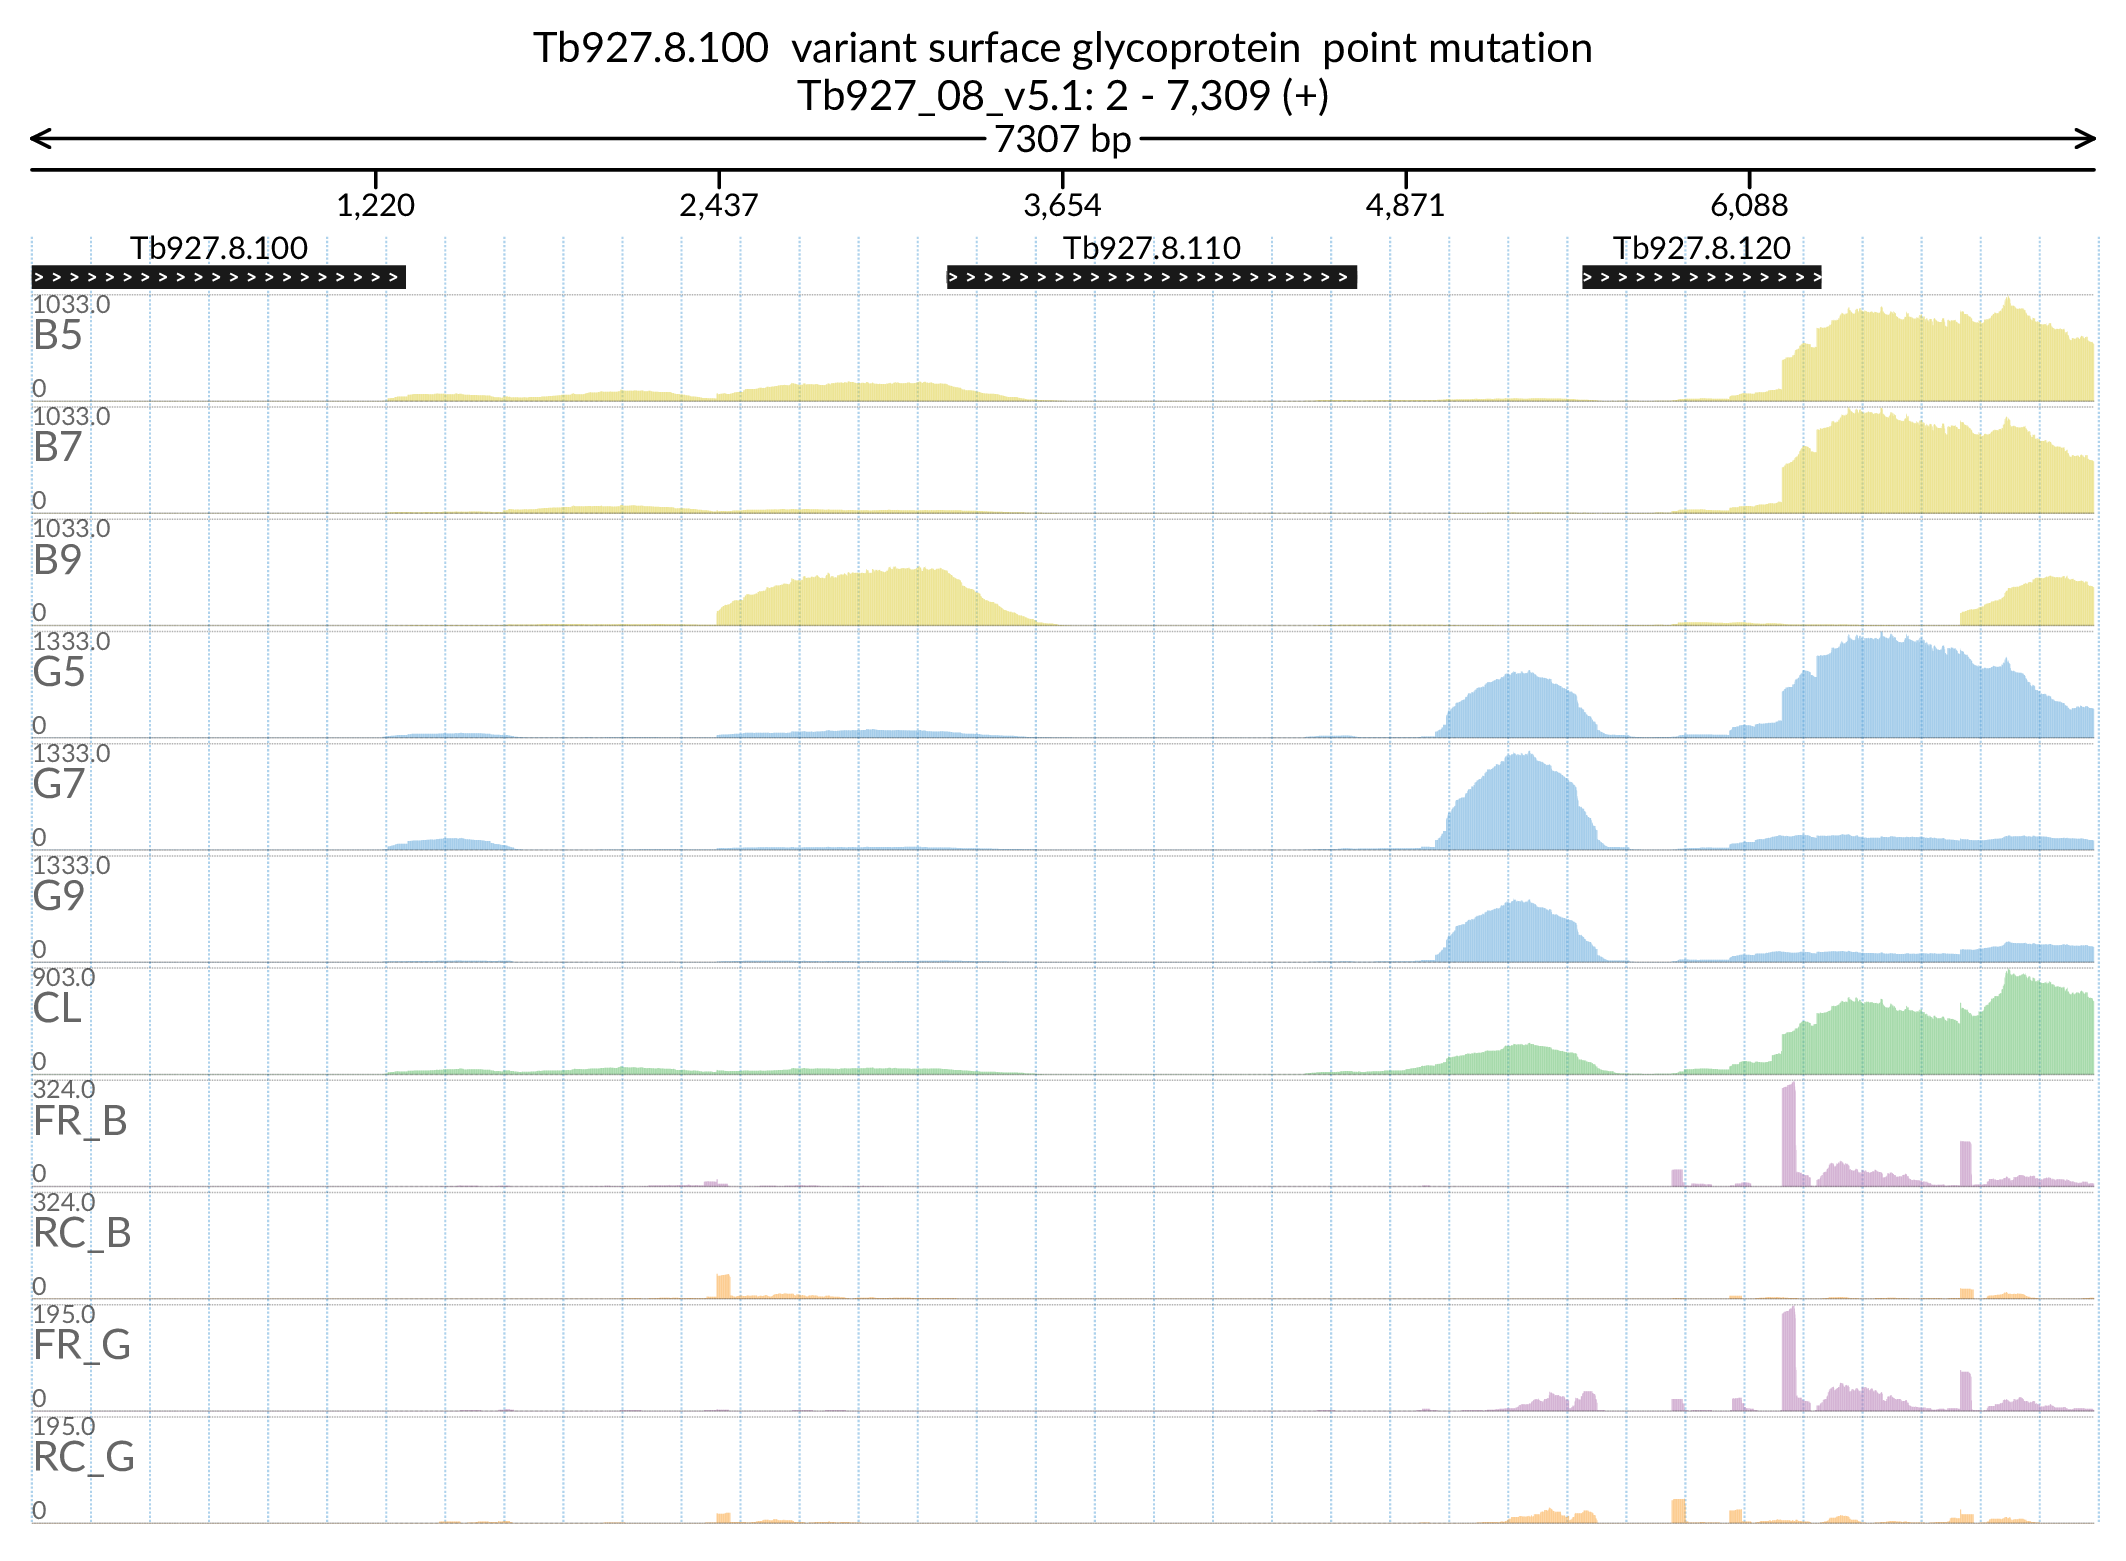 Tb927.8.100  variant surface glycoprotein  point mutation
Tb927_08_v5.1: 2 - 7,309 (+)
7307 bp
1,220 2,437 3,654 4,871 6,088
Tb927.8.100 Tb927.8.110 Tb927.8.120
1033.0
B5
0
1033.0
B7
0
1033.0
B9
0
1333.0
G5
0
1333.0
G7
0
1333.0
G9
0
903.0
CL
0
324.0
FR_B
0
324.0
RC_B
0
195.0
FR_G
0
195.0
RC_G
0